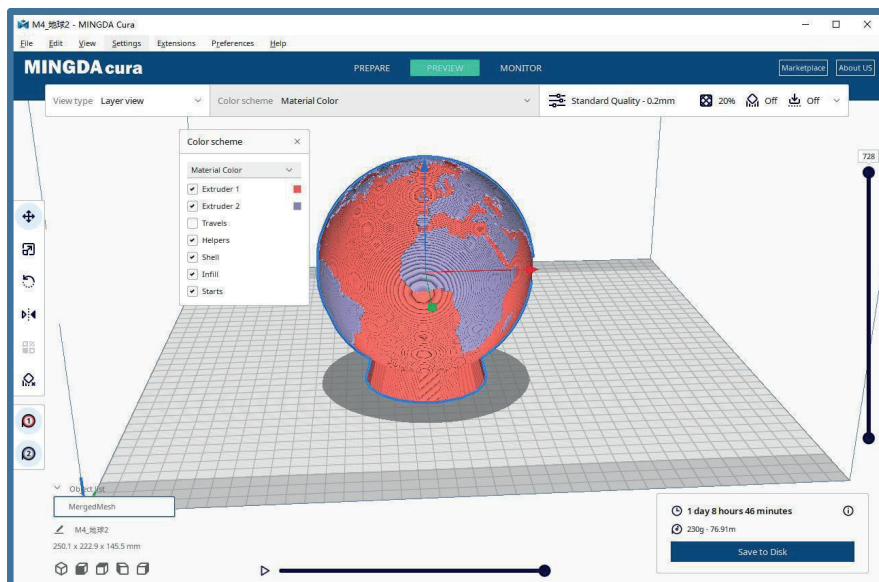 M4_地球2 - MINGDA Cura
File Edit View Settings Extensions Preferences Help
MINGDA cura PREPARE PREVIEW MONITOR Marketplace About US
View type Layer view Color scheme Material Color Standard Quality - 0.2mm 20% Off Off
Color scheme
Material Color
Extruder 1
Extruder 2
Travels
Helpers
Shell
Infill
Starts
728
1
2
Object list
MergedMesh
M4_地球2
250.1 x 222.9 x 145.5 mm
1 day 8 hours 46 minutes
230g - 76.91m
Save to Disk